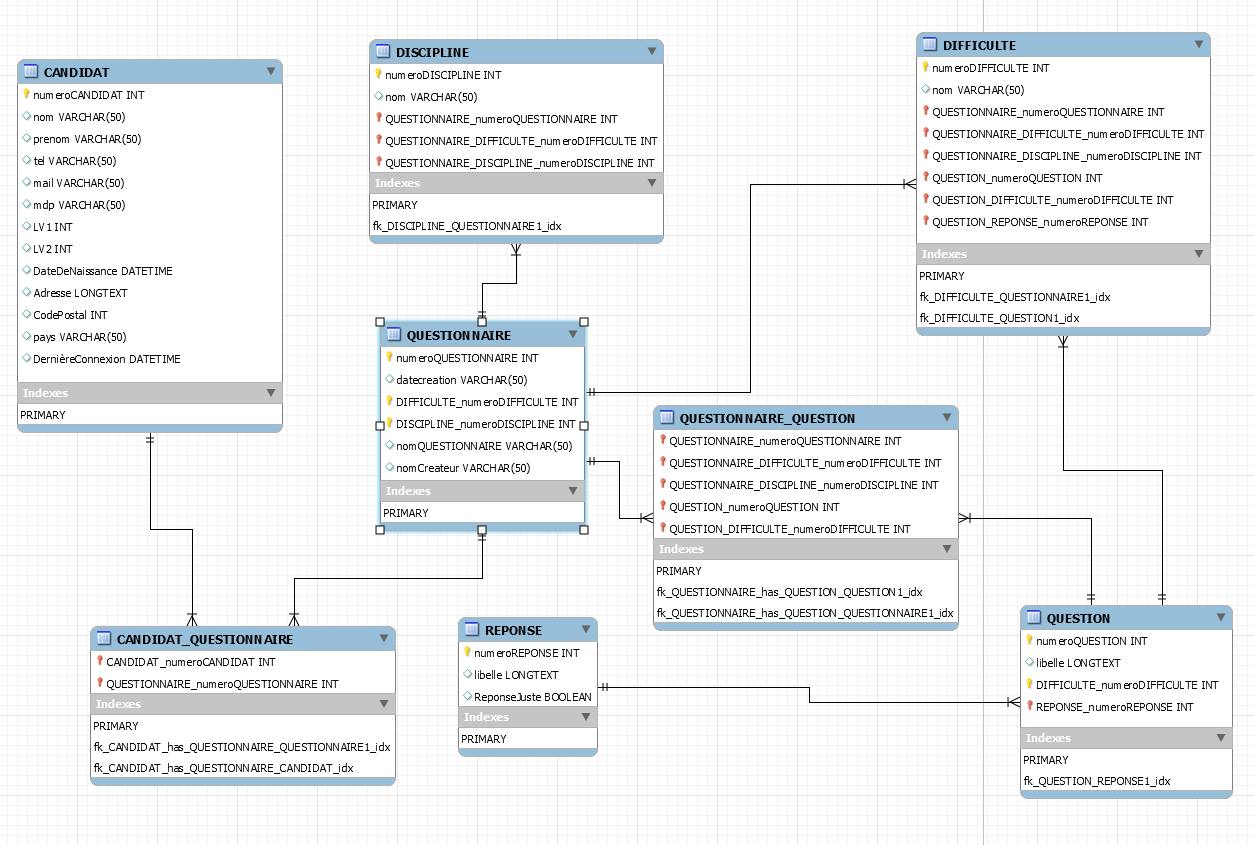 CANDIDAT
numeroCANDIDAT INT
nom VARCHAR(50)
prenom VARCHAR(50)
tel VARCHAR(50)
mail VARCHAR(50)
mdp VARCHAR(50)
LV1 INT
LV2 INT
DateDeNaissance DATETIME
Adresse LONGTEXT
CodePostal INT
pays VARCHAR(50)
DernièreConnexion DATETIME
Indexes
PRIMARY
DISCIPLINE
numeroDISCIPLINE INT
nom VARCHAR(50)
QUESTIONNAIRE_numeroQUESTIONNAIRE INT
QUESTIONNAIRE_DIFFICULTE_numeroDIFFICULTE INT
QUESTIONNAIRE_DISCIPLINE_numeroDISCIPLINE INT
Indexes
PRIMARY
fk_DISCIPLINE_QUESTIONNAIRE1_idx
DIFFICULTE
numeroDIFFICULTE INT
nom VARCHAR(50)
QUESTIONNAIRE_numeroQUESTIONNAIRE INT
QUESTIONNAIRE_DIFFICULTE_numeroDIFFICULTE INT
QUESTIONNAIRE_DISCIPLINE_numeroDISCIPLINE INT
QUESTION_numeroQUESTION INT
QUESTION_DIFFICULTE_numeroDIFFICULTE INT
QUESTION_REPONSE_numeroREPONSE INT
Indexes
PRIMARY
fk_DIFFICULTE_QUESTIONNAIRE1_idx
fk_DIFFICULTE_QUESTION1_idx
QUESTIONNAIRE
numeroQUESTIONNAIRE INT
datecreation VARCHAR(50)
DIFFICULTE_numeroDIFFICULTE INT
DISCIPLINE_numeroDISCIPLINE INT
nomQUESTIONNAIRE VARCHAR(50)
nomCreateur VARCHAR(50)
Indexes
PRIMARY
QUESTIONNAIRE_QUESTION
QUESTIONNAIRE_numeroQUESTIONNAIRE INT
QUESTIONNAIRE_DIFFICULTE_numeroDIFFICULTE INT
QUESTIONNAIRE_DISCIPLINE_numeroDISCIPLINE INT
QUESTION_numeroQUESTION INT
QUESTION_DIFFICULTE_numeroDIFFICULTE INT
Indexes
PRIMARY
fk_QUESTIONNAIRE_has_QUESTION_QUESTION1_idx
fk_QUESTIONNAIRE_has_QUESTION_QUESTIONNAIRE1_idx
CANDIDAT_QUESTIONNAIRE
CANDIDAT_numeroCANDIDAT INT
QUESTIONNAIRE_numeroQUESTIONNAIRE INT
Indexes
PRIMARY
fk_CANDIDAT_has_QUESTIONNAIRE_QUESTIONNAIRE1_idx
fk_CANDIDAT_has_QUESTIONNAIRE_CANDIDAT_idx
REPONSE
numeroREPONSE INT
libelle LONGTEXT
ReponseJuste BOOLEAN
Indexes
PRIMARY
QUESTION
numeroQUESTION INT
libelle LONGTEXT
DIFFICULTE_numeroDIFFICULTE INT
REPONSE_numeroREPONSE INT
Indexes
PRIMARY
fk_QUESTION_REPONSE1_idx